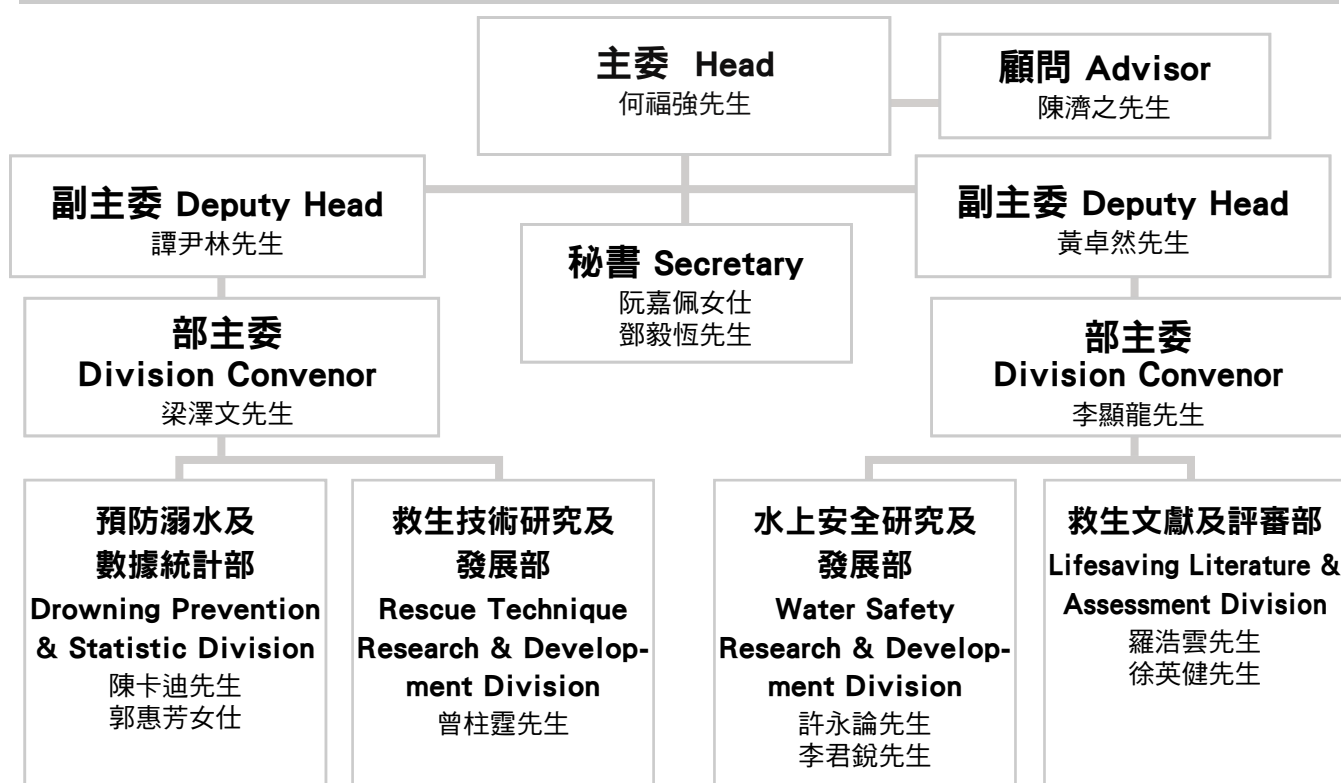 主委 Head
何福強先生
顧問 Advisor
陳濟之先生
副主委 Deputy Head
譚尹林先生
秘書 Secretary
阮嘉佩女仕
鄧毅恆先生
副主委 Deputy Head
黃卓然先生
部主委
Division Convenor
梁澤文先生
部主委
Division Convenor
李顯龍先生
預防溺水及
數據統計部
Drowning Prevention
& Statistic Division
陳卡迪先生
郭惠芳女仕
救生技術研究及
發展部
Rescue Technique
Research & Develop-
ment Division
曾柱霆先生
水上安全研究及
發展部
Water Safety
Research & Develop-
ment Division
許永論先生
李君銳先生
救生文獻及評審部
Lifesaving Literature &
Assessment Division
羅浩雲先生
徐英健先生